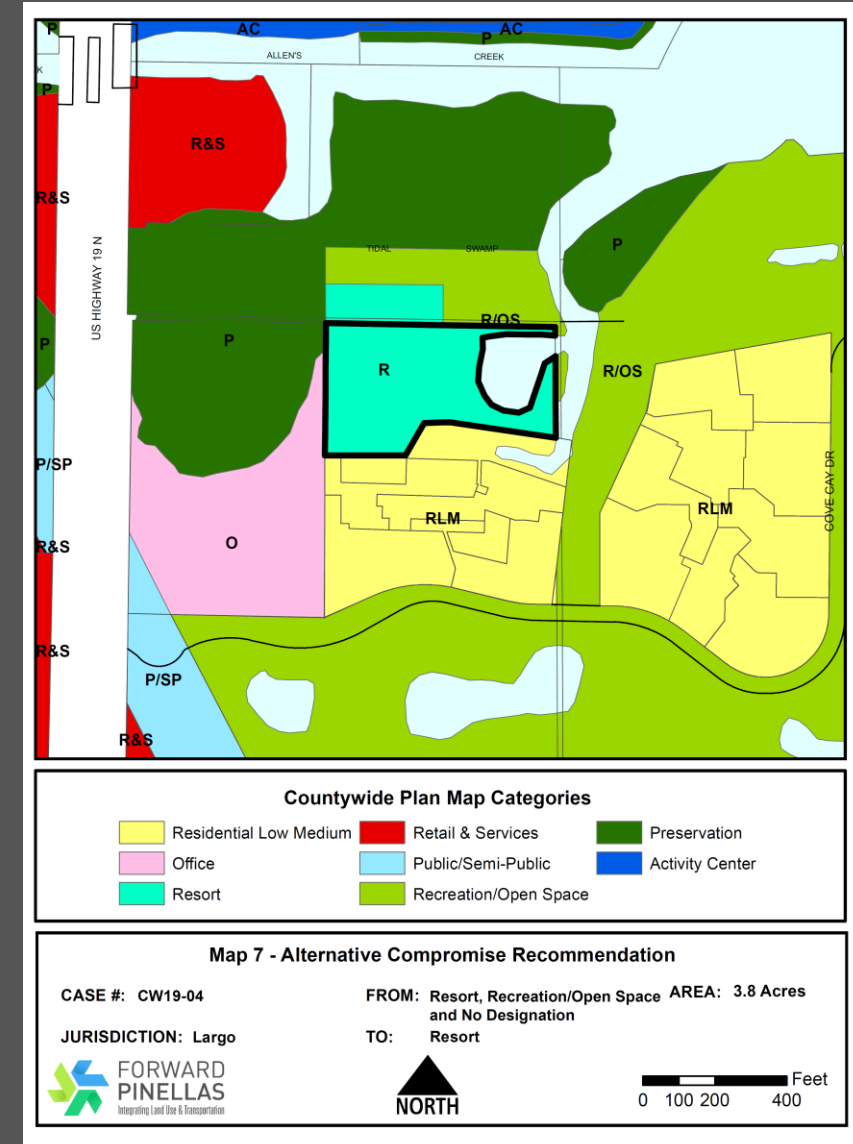 P
AC
P
AC
ALLEN'S
CREEK
K
P
R&S
R&S
US HIGHWAY 19 N
P
TIDAL
SWAMP
R/OS
P
P
R
R/OS
P/SP
RLM
RLM
COVE CAY DR
R&S
O
R&S
P/SP
R&S
Countywide Plan Map Categories
Residential Low Medium
Retail & Services
Preservation
Office
Public/Semi-Public
Activity Center
Resort
Recreation/Open Space
Map 7 - Alternative Compromise Recommendation
CASE #: CW19-04
FROM: Resort, Recreation/Open Space
and No Designation
AREA: 3.8 Acres
JURISDICTION: Largo
TO: Resort
FORWARD
PINELLAS
Integrating Land Use & Transportation
NORTH
Feet
0 100 200 400